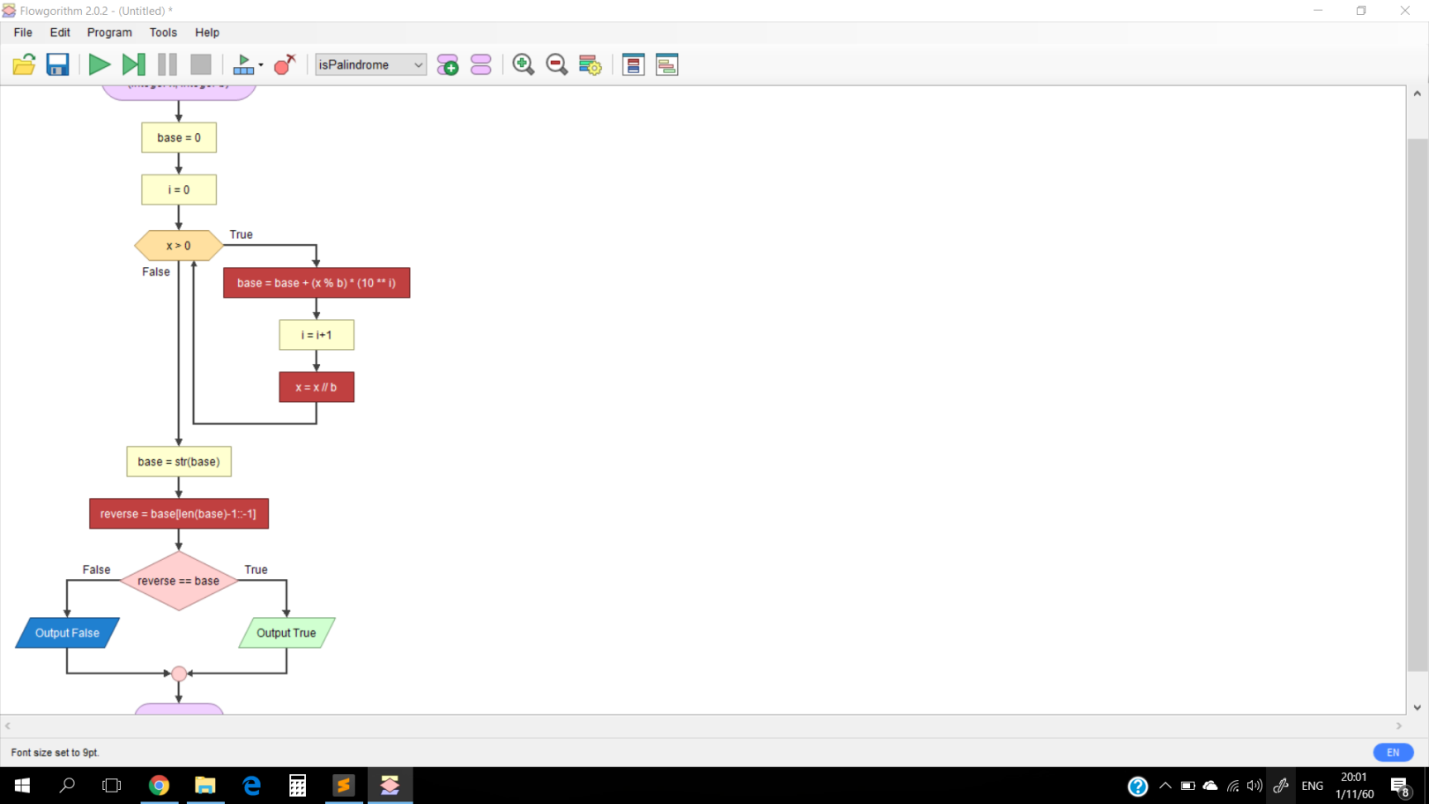 Flowgorithm 2.0.2 - (Untitled) *
File Edit Program Tools Help
isPalindrome
base = 0
i = 0
True
x > 0
False
base = base + (x % b) * (10 ** i)
i = i+1
x = x // b
base = str(base)
reverse = base[len(base)-1::-1]
False
True
reverse == base
Output False
Output True
Font size set to 9pt.
EN
20:01
ENG
1/11/60
8